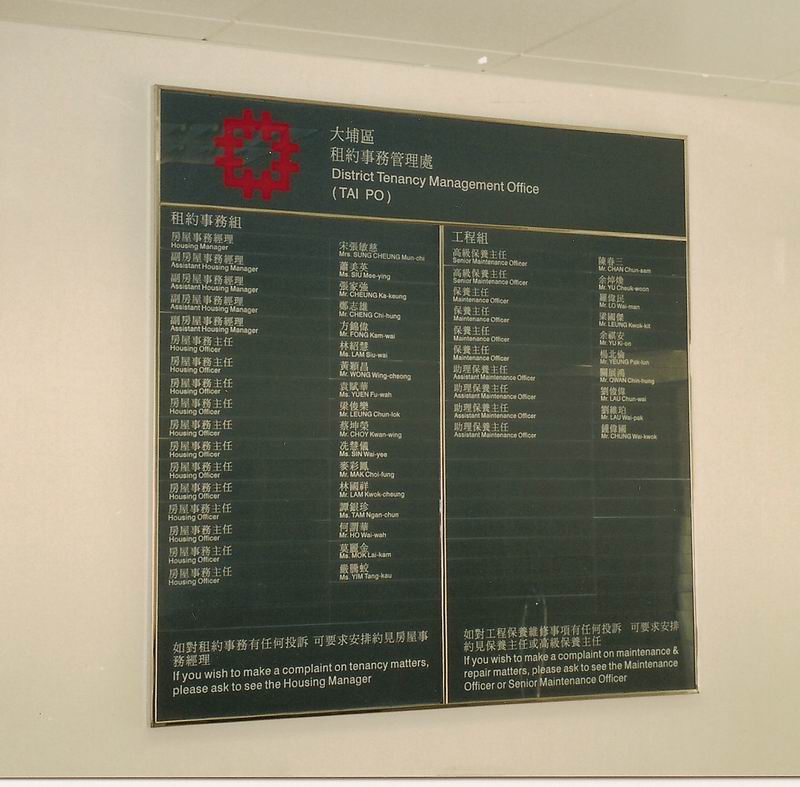 大埔區
租約事務管理處
District Tenancy Management Office
(TAI PO)
租約事務組
房屋事務經理 宋張敏慈
Housing Manager Mrs. SUNG CHEUNG Mun-chi
副房屋事務經理 蕭美英
Assistant Housing Manager Ms. SIU Mee-ying
副房屋事務經理 張家強
Assistant Housing Manager Mr. CHEUNG Ka-keung
副房屋事務經理 鄭志雄
Assistant Housing Manager Mr. CHENG Chi-hung
副房屋事務經理 方錦偉
Assistant Housing Manager Mr. FONG Kam-wai
房屋事務主任 林紹慧
Housing Officer Ms. LAM Siu-wai
房屋事務主任 黃穎昌
Housing Officer Mr. WONG Wing-cheong
房屋事務主任 袁賦華
Housing Officer Ms. YUEN Fu-wah
房屋事務主任 梁俊樂
Housing Officer Mr. LEUNG Chun-lok
房屋事務主任 蔡坤榮
Housing Officer Mr. CHOY Kwan-wing
房屋事務主任 冼慧儀
Housing Officer Ms. SIN Wai-yee
房屋事務主任 麥彩鳳
Housing Officer Mr. MAK Choi-fung
房屋事務主任 林國祥
Housing Officer Mr. LAM Kwok-cheung
房屋事務主任 譚銀珍
Housing Officer Ms. TAM Ngan-chun
房屋事務主任 何謂華
Housing Officer Mr. HO Wai-wah
房屋事務主任 莫麗金
Housing Officer Ms. MOK Lai-kam
房屋事務主任 嚴騰蛟
Housing Officer Ms. YIM Tang-kau
如對租約事務有任何投訴 可要求安排約見房屋事
務經理
If you wish to make a complaint on tenancy matters,
please ask to see the Housing Manager
工程組
高級保養主任 陳春三
Senior Maintenance Officer Mr. CHAN Chun-sam
高級保養主任 余焯煥
Senior Maintenance Officer Mr. YU Cheuk-woon
保養主任 羅偉民
Maintenance Officer Mr. LO Wai-man
保養主任 梁國傑
Maintenance Officer Mr. LEUNG Kwok-kit
保養主任 余祺安
Maintenance Officer Mr. YU Ki-on
保養主任 楊北倫
Maintenance Officer Mr. YEUNG Pak-lun
助理保養主任 關展鴻
Assistant Maintenance Officer Mr. QWAN Chin-hung
助理保養主任 劉俊偉
Assistant Maintenance Officer Mr. LAU Chun-wai
助理保養主任 劉維珀
Assistant Maintenance Officer Mr. LAU Wai-pak
助理保養主任 鍾偉國
Assistant Maintenance Officer Mr. CHUNG Wai-kwok
如對工程保養維修事項有任何投訴 可要求安排
約見保養主任或高級保養主任
If you wish to make a complaint on maintenance &
repair matters, please ask to see the Maintenance
Officer or Senior Maintenance Officer